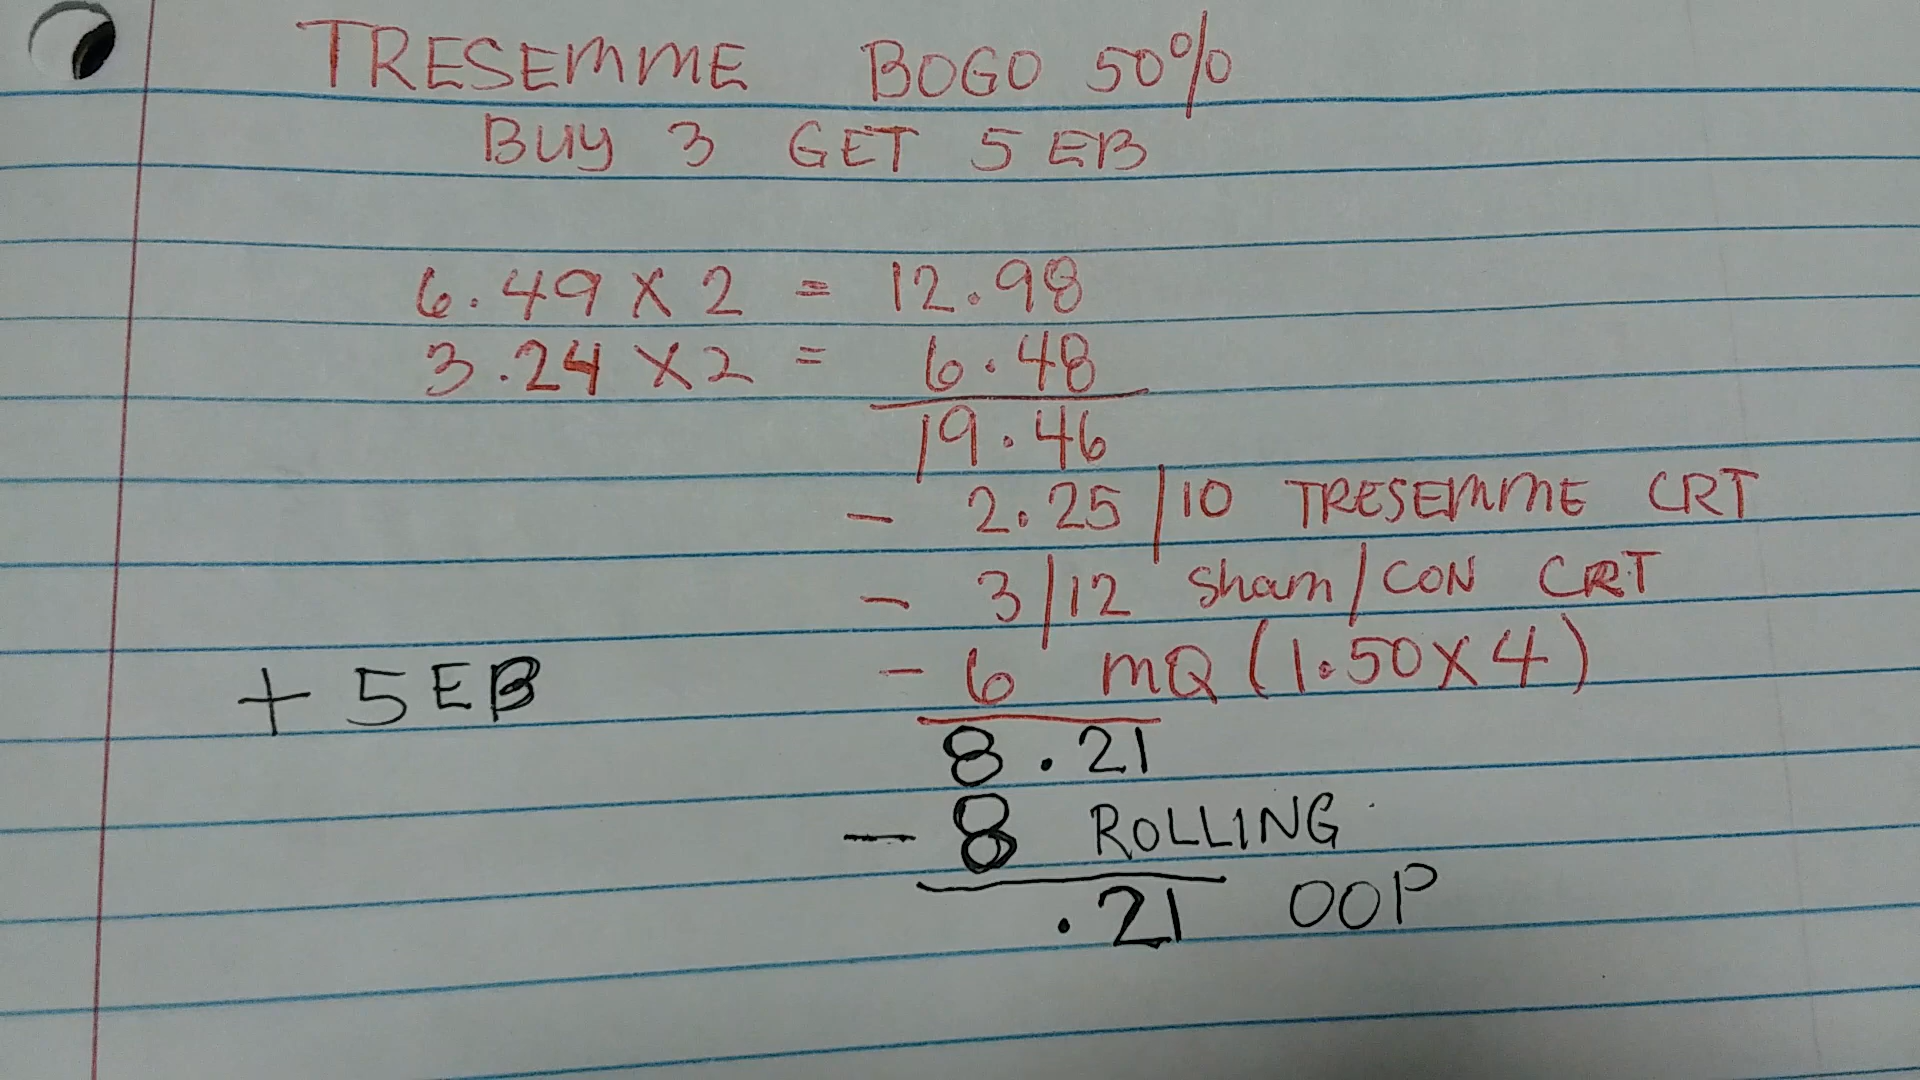 TRESEMME BOGO 50%
BUY 3 GET 5 EB
6.49 X 2 = 12.98
3.24 X 2 = 6.48
19.46
- 2.25/10 TRESEMME CRT
- 3/12 Sham/CON CRT
- 6 MQ (1.50 X 4)
+ 5 EB
8.21
- 8 ROLLING
.21 OOP